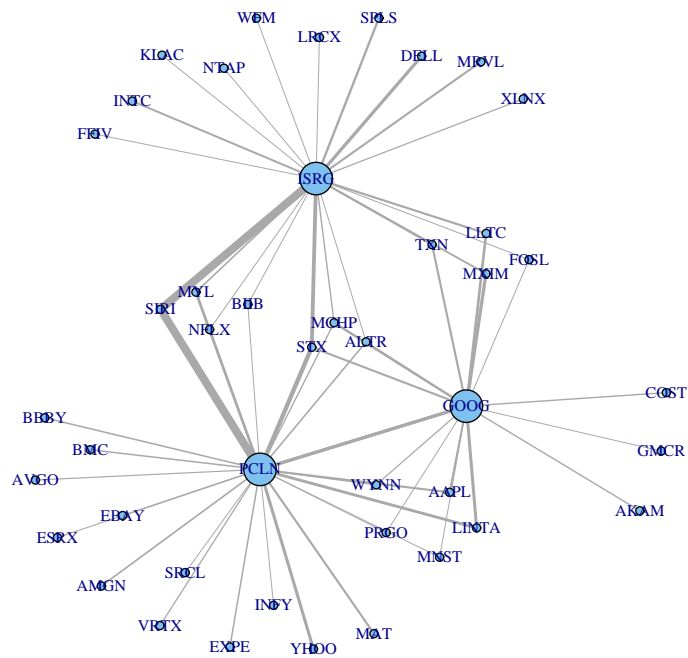 WFM
SPLS
LRCX
KLAC
DELL
NTAP
MRVL
INTC
XLNX
FFIV
ISRG
LLTC
TXN
FOSL
MXIM
MYL
SIRI
BBB
NFLX
MCHP
STX
ALTR
COST
GOOG
BBBY
BMC
GMCR
PCLN
AVGO
WYNN
AAPL
AKAM
EBAY
LINTA
ESRX
PRGO
MNST
SRCL
AMGN
INFY
VRTX
MAT
EXPE
YHOO